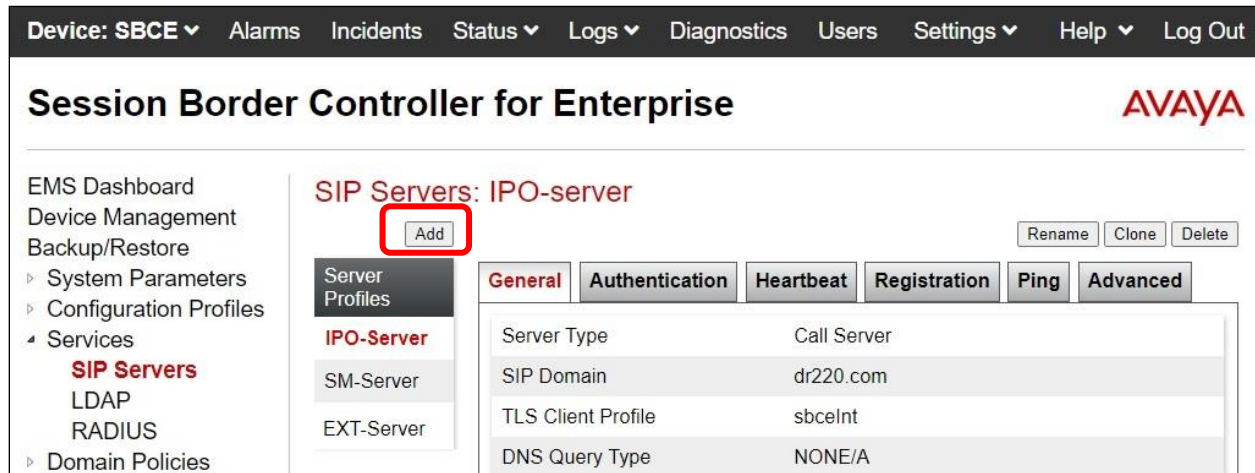 Device: SBCE Alarms Incidents Status Logs Diagnostics Users Settings Help Log Out
Session Border Controller for Enterprise
AVAYA
EMS Dashboard
Device Management
Backup/Restore
System Parameters
Configuration Profiles
Services
SIP Servers
LDAP
RADIUS
Domain Policies
SIP Servers: IPO-server
Add
Rename Clone Delete
Server
Profiles
IPO-Server
SM-Server
EXT-Server
General Authentication Heartbeat Registration Ping Advanced
Server Type Call Server
SIP Domain dr220.com
TLS Client Profile sbceInt
DNS Query Type NONE/A